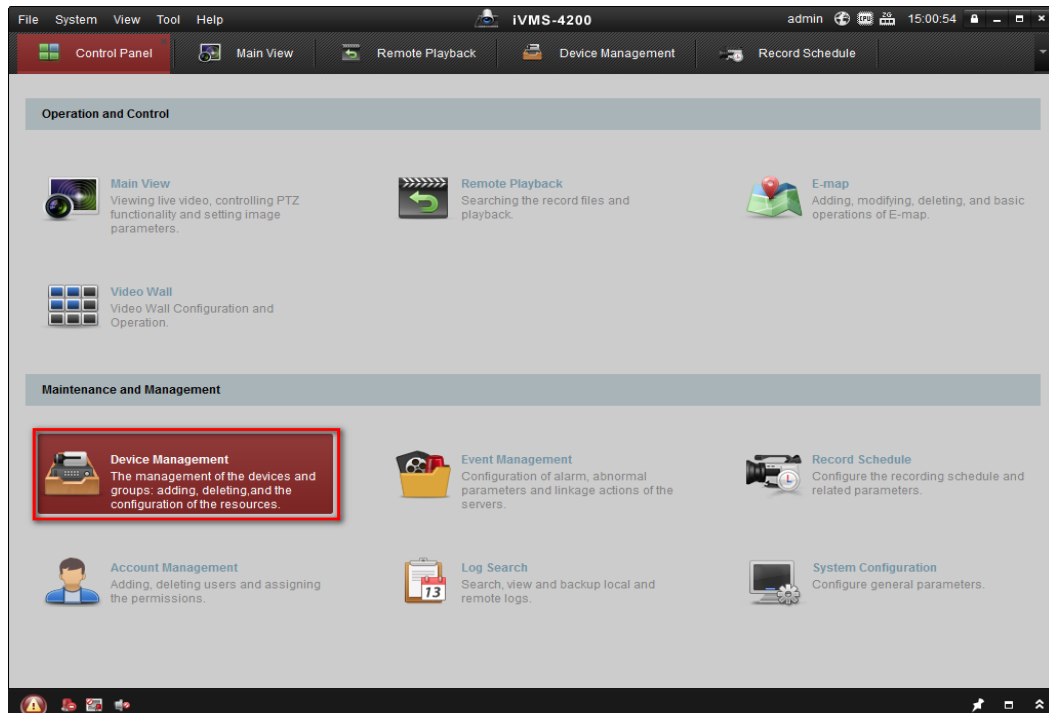 File System View Tool Help iVMS-4200 admin CPU 2G 15:00:54
Control Panel Main View Remote Playback Device Management Record Schedule
Operation and Control
Main View
Viewing live video, controlling PTZ
functionality and setting image
parameters.
Remote Playback
Searching the record files and
playback.
E-map
Adding, modifying, deleting, and basic
operations of E-map.
Video Wall
Video Wall Configuration and
Operation.
Maintenance and Management
Device Management
The management of the devices and
groups: adding, deleting,and the
configuration of the resources.
Event Management
Configuration of alarm, abnormal
parameters and linkage actions of the
servers.
Record Schedule
Configure the recording schedule and
related parameters.
Account Management
Adding, deleting users and assigning
the permissions.
13
Log Search
Search, view and backup local and
remote logs.
System Configuration
Configure general parameters.